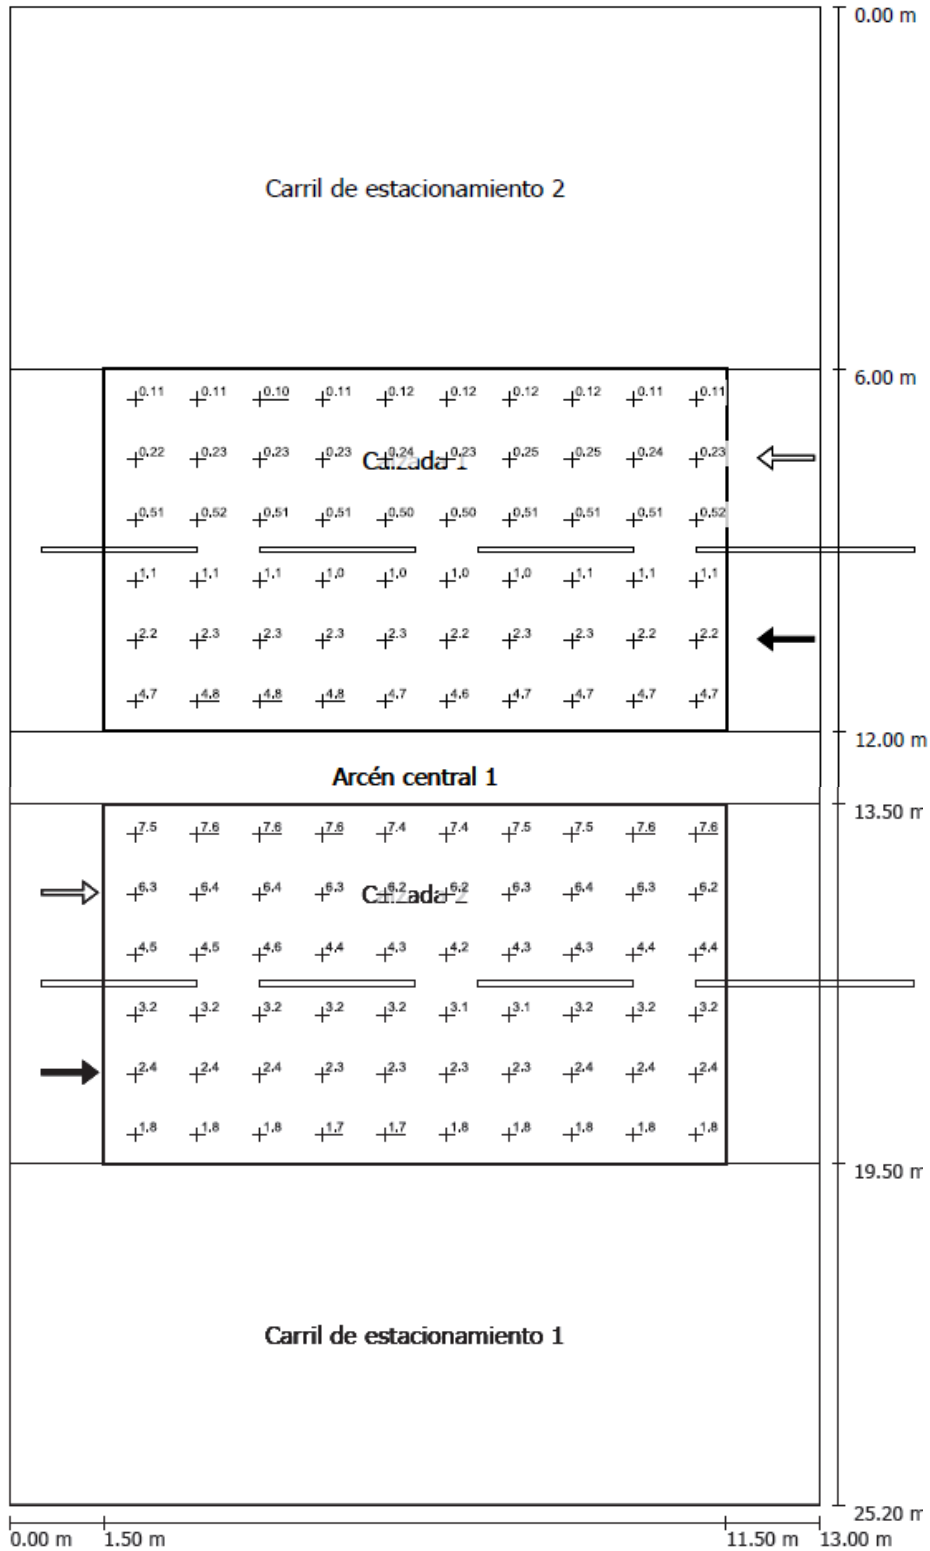 0.00 m
Carril de estacionamiento 2
6.00 m
0.11 0.11 0.10 0.11 0.12 0.12 0.12 0.12 0.11 0.11
Calzada 1
0.22 0.23 0.23 0.23 0.24 0.23 0.25 0.25 0.24 0.23
0.51 0.52 0.51 0.51 0.50 0.50 0.51 0.51 0.51 0.52
1.1 1.1 1.1 1.0 1.0 1.0 1.0 1.1 1.1 1.1
2.2 2.3 2.3 2.3 2.3 2.2 2.3 2.3 2.2 2.2
4.7 4.8 4.8 4.8 4.7 4.6 4.7 4.7 4.7 4.7
12.00 m
Arcén central 1
13.50 m
7.5 7.6 7.6 7.6 7.4 7.4 7.5 7.5 7.6 7.6
Calzada 2
6.3 6.4 6.4 6.3 6.2 6.2 6.3 6.4 6.3 6.2
4.5 4.5 4.6 4.4 4.3 4.2 4.3 4.3 4.4 4.4
3.2 3.2 3.2 3.2 3.2 3.1 3.1 3.2 3.2 3.2
2.4 2.4 2.4 2.3 2.3 2.3 2.3 2.4 2.4 2.4
1.8 1.8 1.8 1.7 1.7 1.8 1.8 1.8 1.8 1.8
19.50 m
Carril de estacionamiento 1
25.20 m
0.00 m 1.50 m 11.50 m 13.00 m